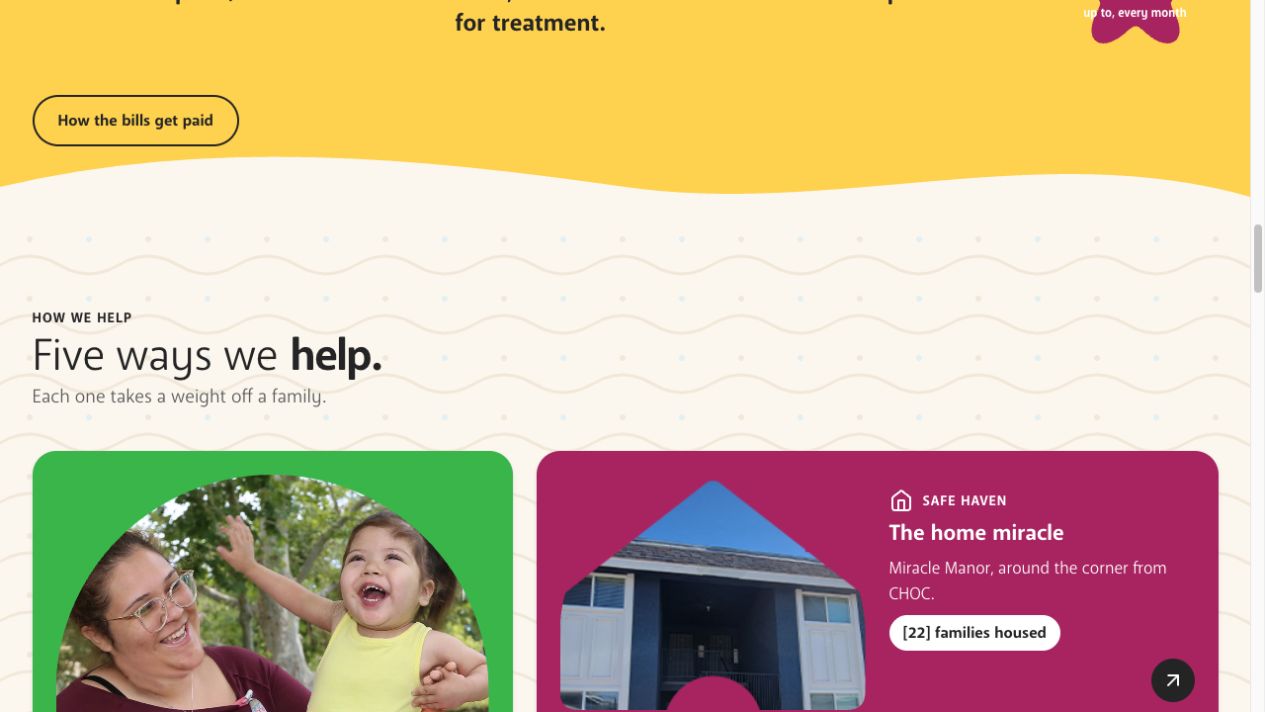 for treatment.
up to, every month
How the bills get paid
HOW WE HELP
Five ways we help.
Each one takes a weight off a family.
SAFE HAVEN
The home miracle
Miracle Manor, around the corner from
CHOC.
[22] families housed